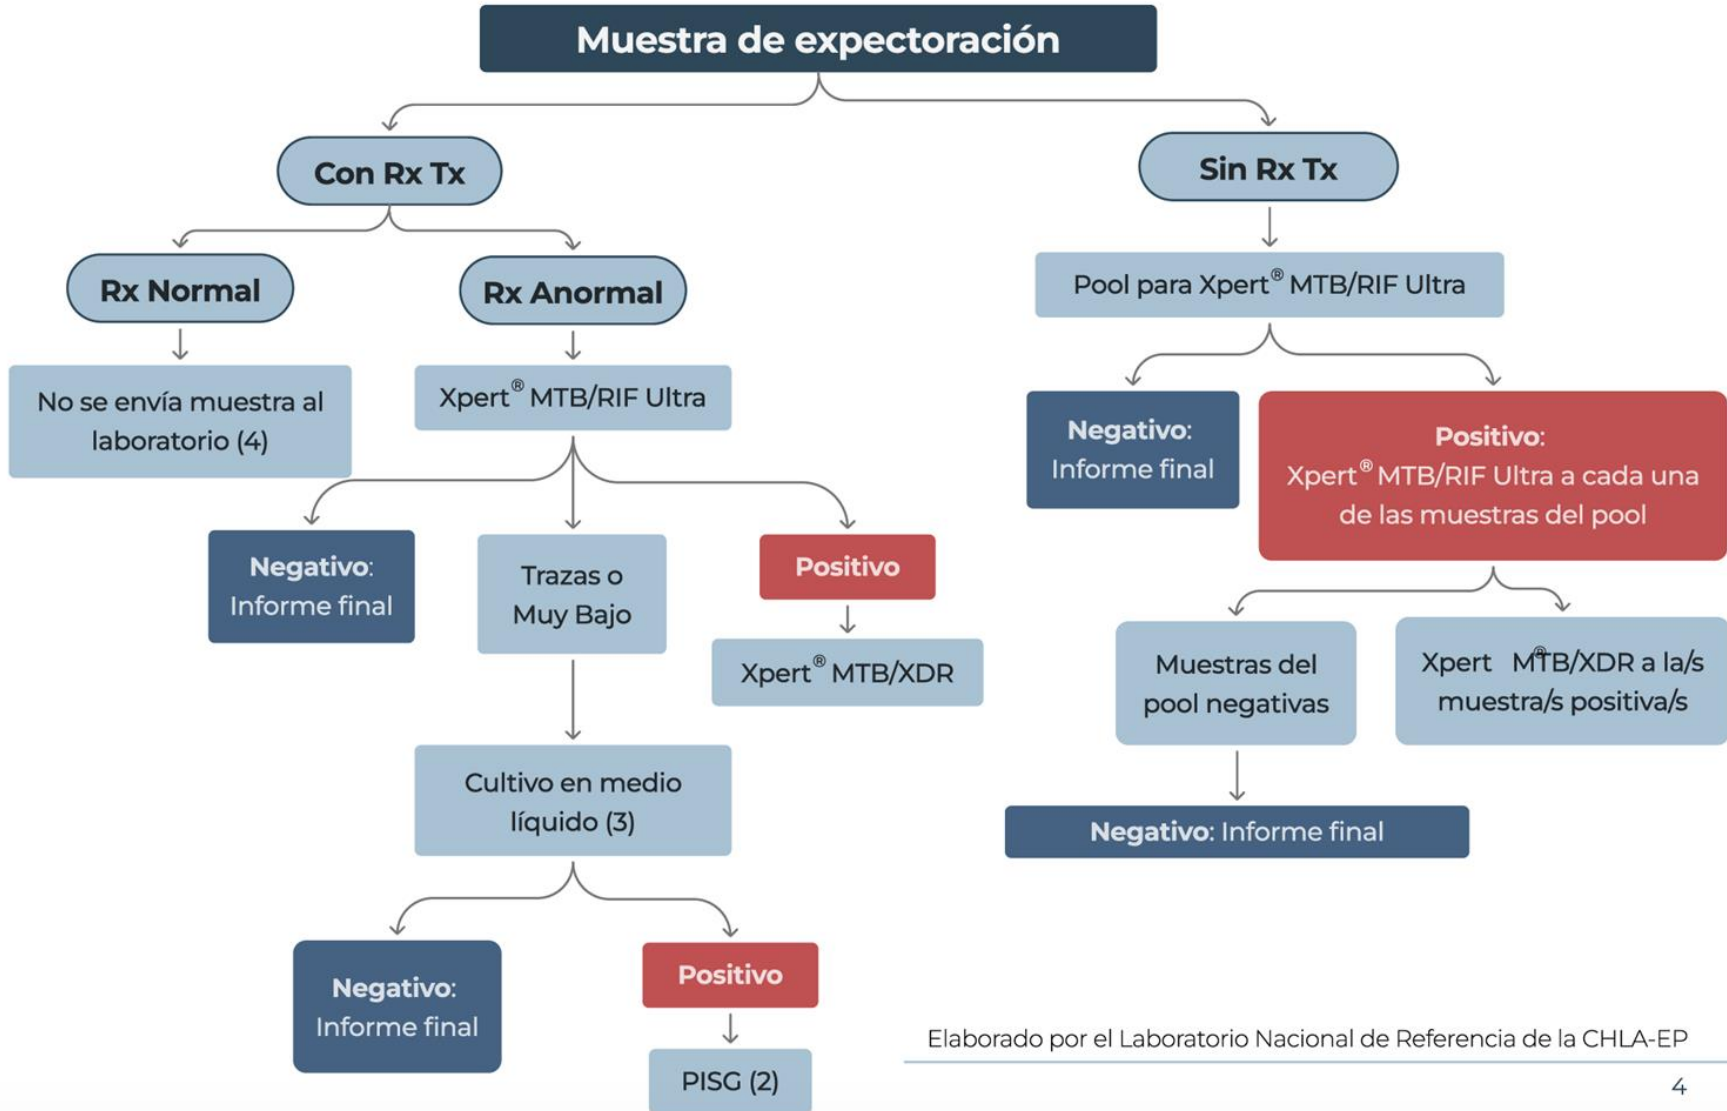 Muestra de expectoración
Con Rx Tx
Sin Rx Tx
Rx Normal
Rx Anormal
Pool para Xpert® MTB/RIF Ultra
No se envía muestra al
laboratorio (4)
Xpert® MTB/RIF Ultra
Negativo:
Informe final
Positivo:
Xpert® MTB/RIF Ultra a cada una
de las muestras del pool
Negativo:
Informe final
Trazas o
Muy Bajo
Positivo
Xpert® MTB/XDR
Muestras del
pool negativas
Xpert ® MTB/XDR a la/s
muestra/s positiva/s
Cultivo en medio
líquido (3)
Negativo: Informe final
Negativo:
Informe final
Positivo
PISG (2)
Elaborado por el Laboratorio Nacional de Referencia de la CHLA-EP
4